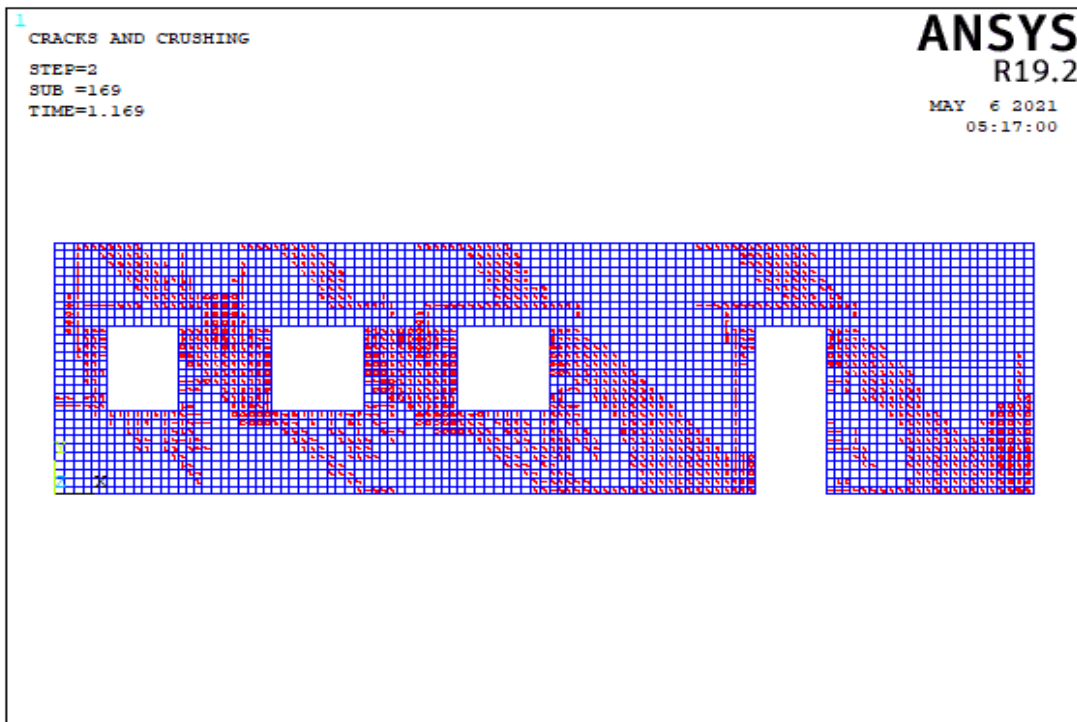 1
CRACKS AND CRUSHING
STEP=2
SUB =169
TIME=1.169
ANSYS
R19.2
MAY  6 2021
05:17:00
Y
Z X